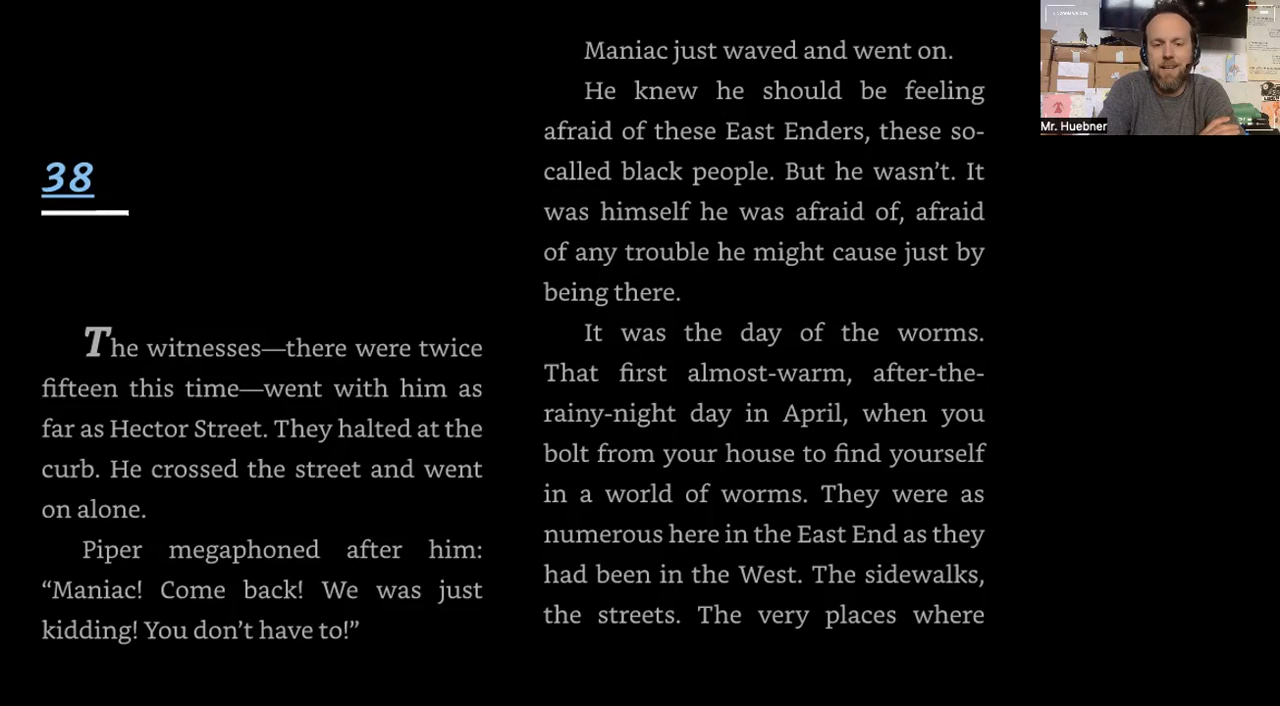 38
The witnesses—there were twice
fifteen this time—went with him as
far as Hector Street. They halted at the
curb. He crossed the street and went
on alone.
Piper megaphoned after him:
“Maniac! Come back! We was just
kidding! You don’t have to!”
Maniac just waved and went on.
He knew he should be feeling
afraid of these East Enders, these so-
called black people. But he wasn’t. It
was himself he was afraid of, afraid
of any trouble he might cause just by
being there.
It was the day of the worms.
That first almost-warm, after-the-
rainy-night day in April, when you
bolt from your house to find yourself
in a world of worms. They were as
numerous here in the East End as they
had been in the West. The sidewalks,
the streets. The very places where
Mr. Huebner